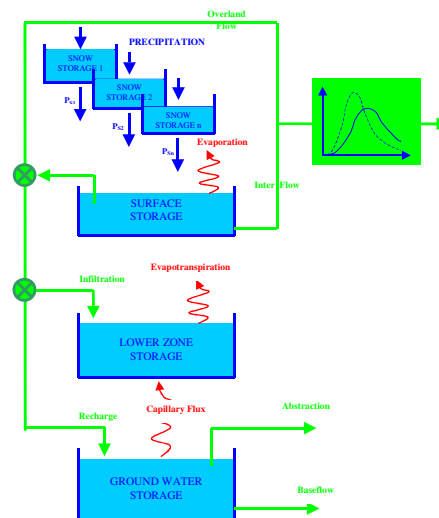 Overland
Flow
PRECIPITATION
SNOW
STORAGE 1
SNOW
STORAGE 2
SNOW
STORAGE n
Ps1
PS2
PSn
Evaporation
Inter Flow
SURFACE
STORAGE
Evapotranspiration
Infiltration
LOWER ZONE
STORAGE
Capillary Flux
Abstraction
Recharge
GROUND WATER
STORAGE
Baseflow